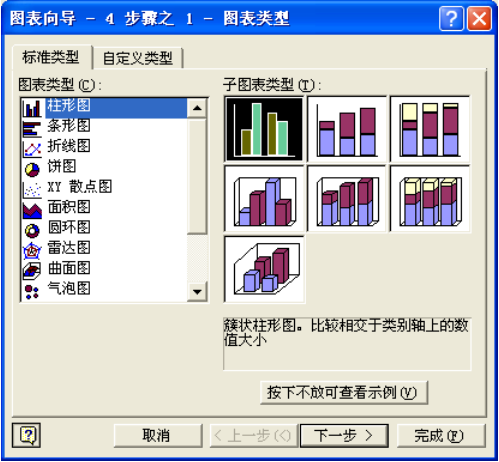 图表向导 - 4 步骤之 1 - 图表类型
标准类型 自定义类型
图表类型(C):
柱形图
条形图
折线图
饼图
XY 散点图
面积图
圆环图
雷达图
曲面图
气泡图
子图表类型(T):
簇状柱形图。比较相交于类别轴上的数
值大小
按下不放可查看示例(V)
取消
< 上一步(<)
下一步 >
完成(F)